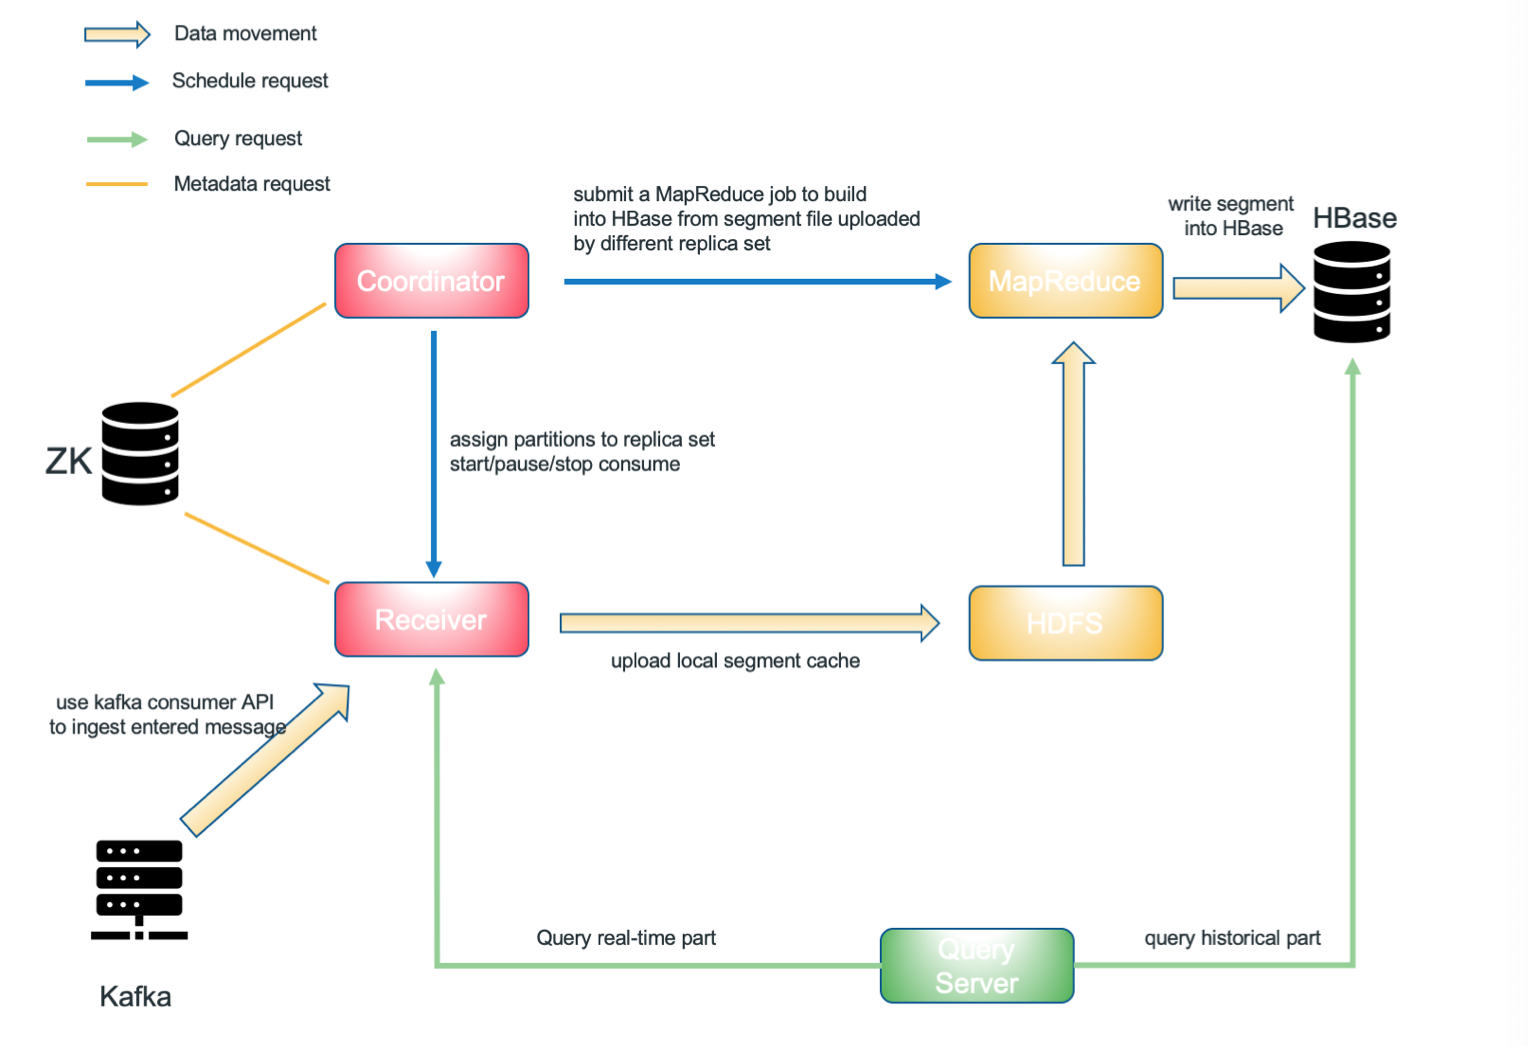 Data movement
Schedule request
Query request
Metadata request
submit a MapReduce job to build
into HBase from segment file uploaded
by different replica set
write segment
into HBase
HBase
Coordinator
MapReduce
assign partitions to replica set
start/pause/stop consume
ZK
Receiver
HDFS
upload local segment cache
use kafka consumer API
to ingest entered message
Query real-time part
Query
Server
query historical part
Kafka